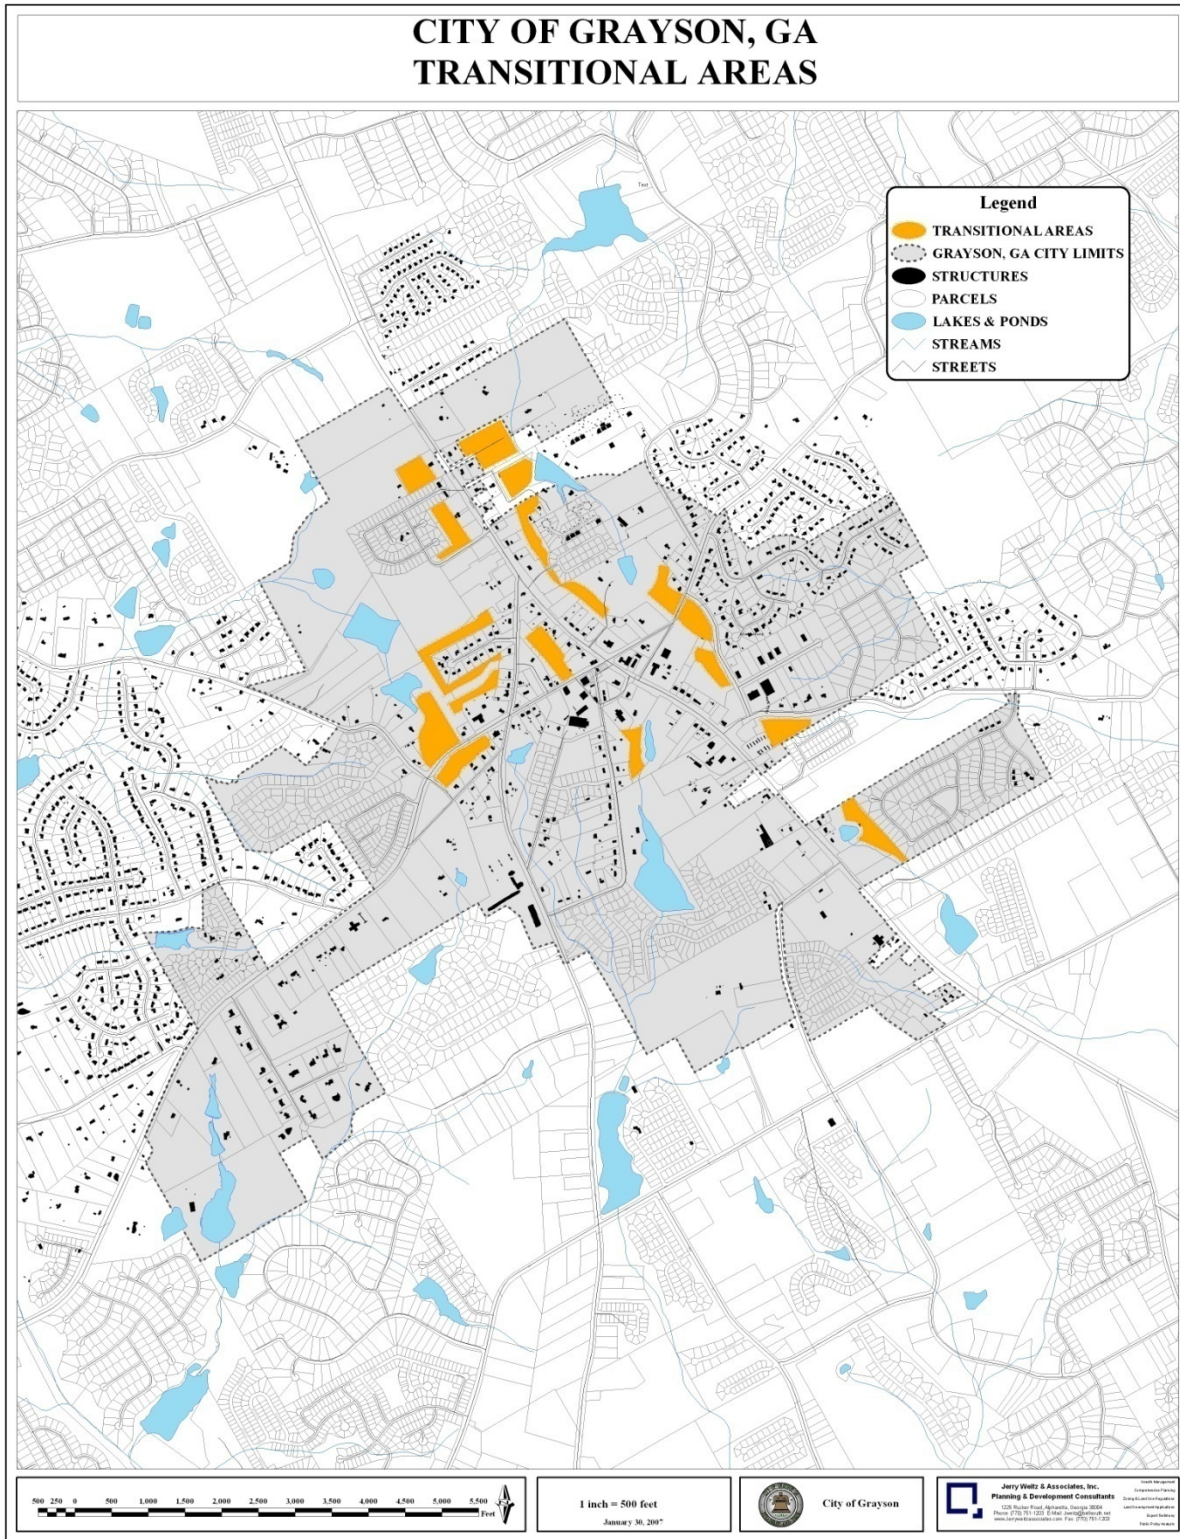 CITY OF GRAYSON, GA
TRANSITIONAL AREAS
Text
Legend
TRANSITIONAL AREAS
GRAYSON, GA CITY LIMITS
STRUCTURES
PARCELS
LAKES & PONDS
STREAMS
STREETS
500 250 0 500 1,000 1,500 2,000 2,500 3,000 3,500 4,000 4,500 5,000 5,500
Feet
1 inch = 500 feet
January 30, 2007
City of Grayson
Jerry Weitz & Associates, Inc.
Planning & Development Consultants